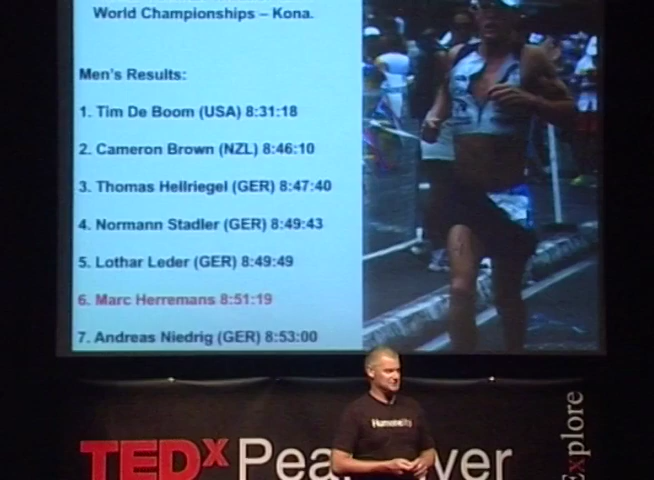 World Championships – Kona.
Men's Results:
1. Tim De Boom (USA) 8:31:18
2. Cameron Brown (NZL) 8:46:10
3. Thomas Hellriegel (GER) 8:47:40
4. Normann Stadler (GER) 8:49:43
5. Lothar Leder (GER) 8:49:49
6. Marc Herremans 8:51:19
7. Andreas Niedrig (GER) 8:53:00
TEDx
Explore